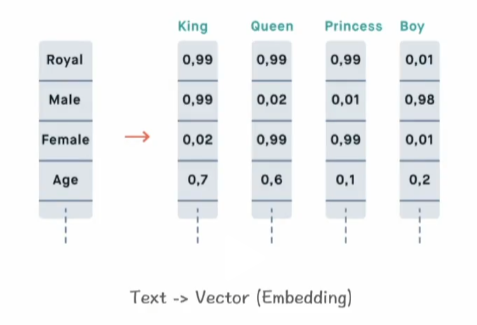 King Queen Princess Boy
Royal 0,99 0,99 0,99 0,01
Male 0,99 0,02 0,01 0,98
Female 0,02 0,99 0,99 0,01
Age 0,7 0,6 0,1 0,2
Text -> Vector (Embedding)